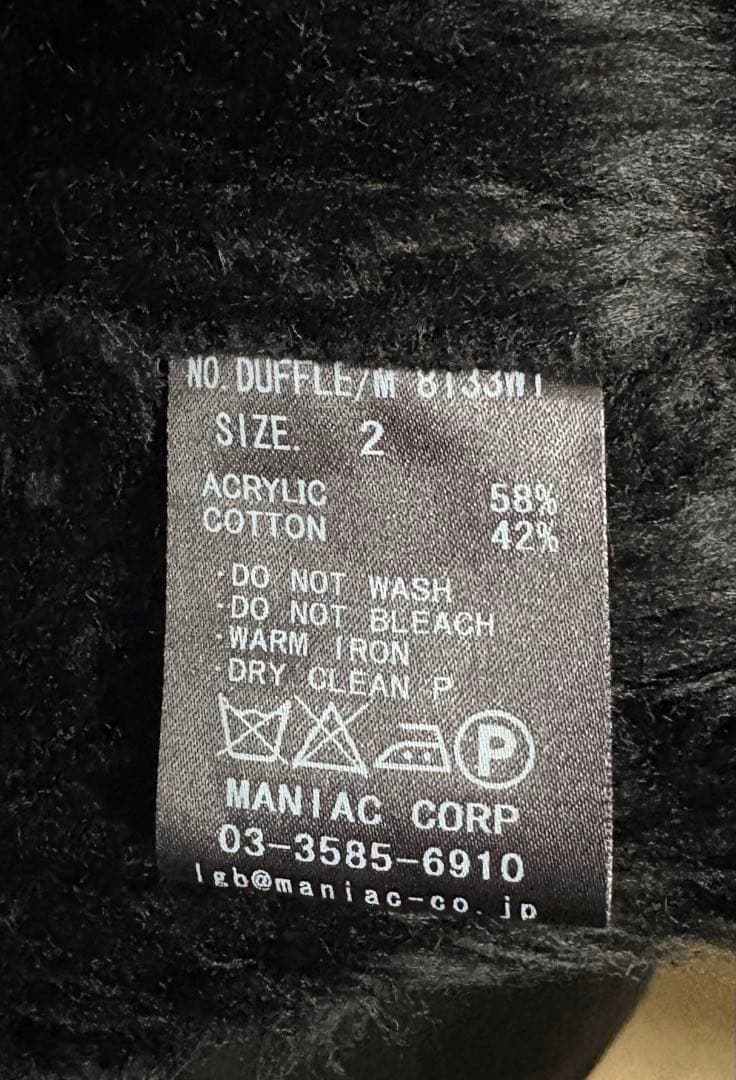 NO. DUFFLE/M 8133W1
SIZE. 2
ACRYLIC 58%
COTTON 42%
・DO NOT WASH
・DO NOT BLEACH
・WARM IRON
・DRY CLEAN P
P
MANIAC CORP
03-3585-6910
lgb@maniac-co.jp